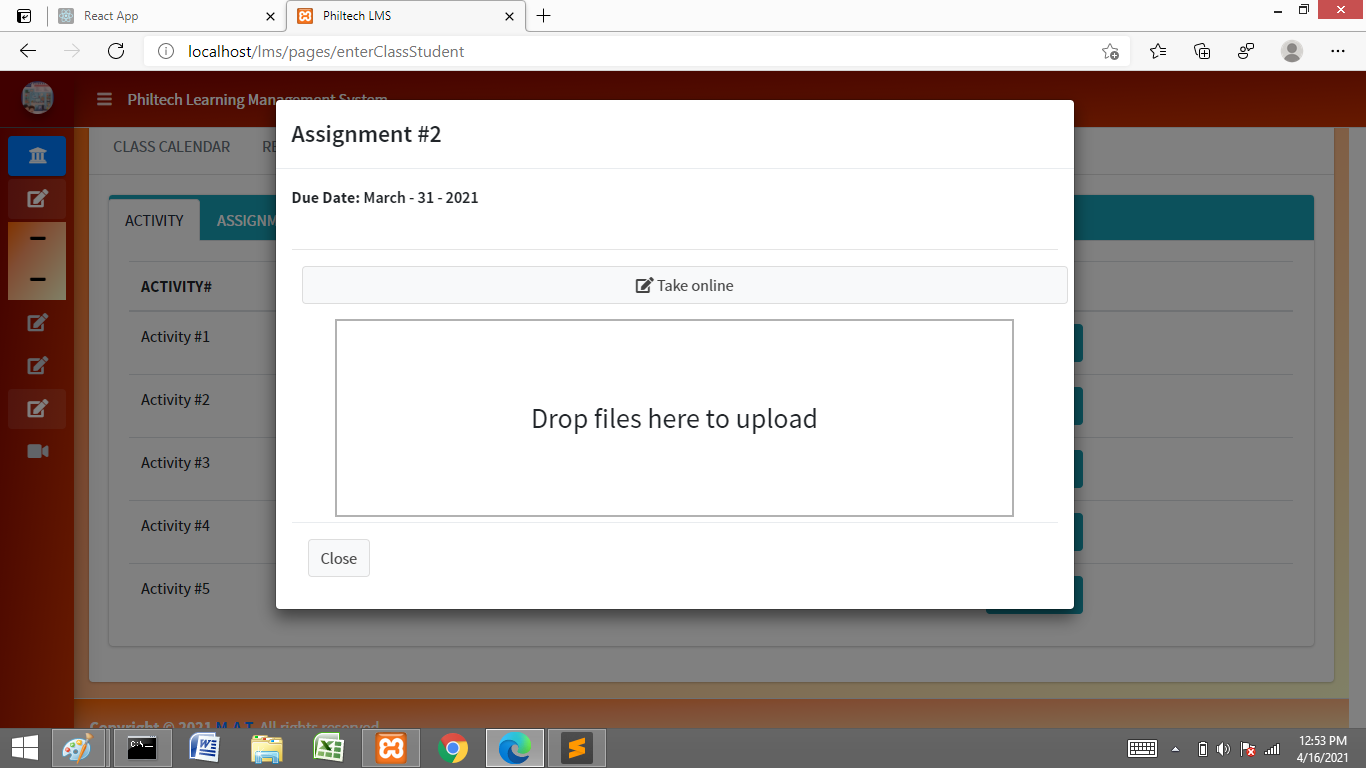 React App
Philtech LMS
localhost/lms/pages/enterClassStudent
Philtech Learning Management System
CLASS CALENDAR RE
Assignment #2
Due Date: March - 31 - 2021
ACTIVITY ASSIGNM
Take online
ACTIVITY#
Activity #1
Activity #2
Drop files here to upload
Activity #3
Activity #4
Close
Activity #5
Copyright © 2021 M.A.T. All rights reserved.
12:53 PM
4/16/2021